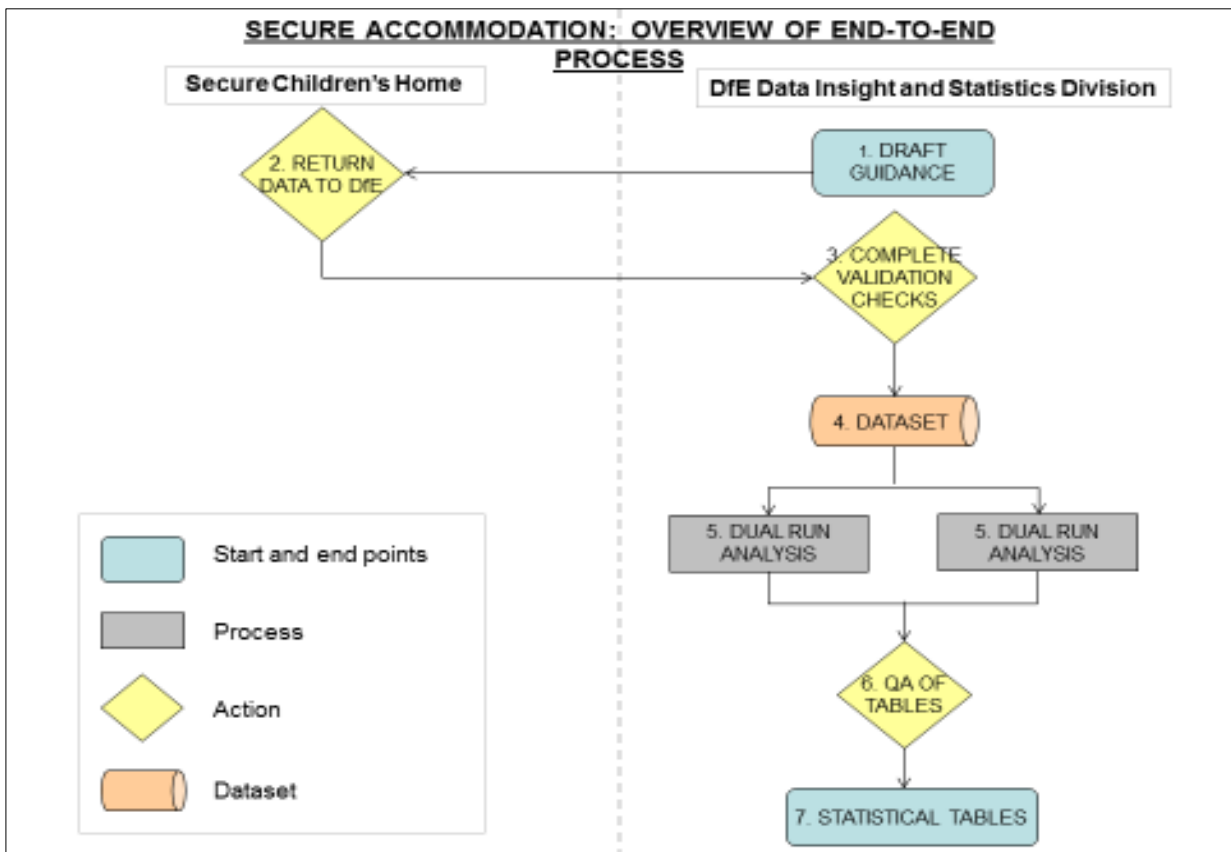 SECURE ACCOMMODATION: OVERVIEW OF END-TO-END
PROCESS
Secure Children's Home
DfE Data Insight and Statistics Division
1. DRAFT
GUIDANCE
2. RETURN
DATA TO DfE
3. COMPLETE
VALIDATION
CHECKS
4. DATASET
5. DUAL RUN
ANALYSIS
5. DUAL RUN
ANALYSIS
6. QA OF
TABLES
7. STATISTICAL TABLES
Start and end points
Process
Action
Dataset